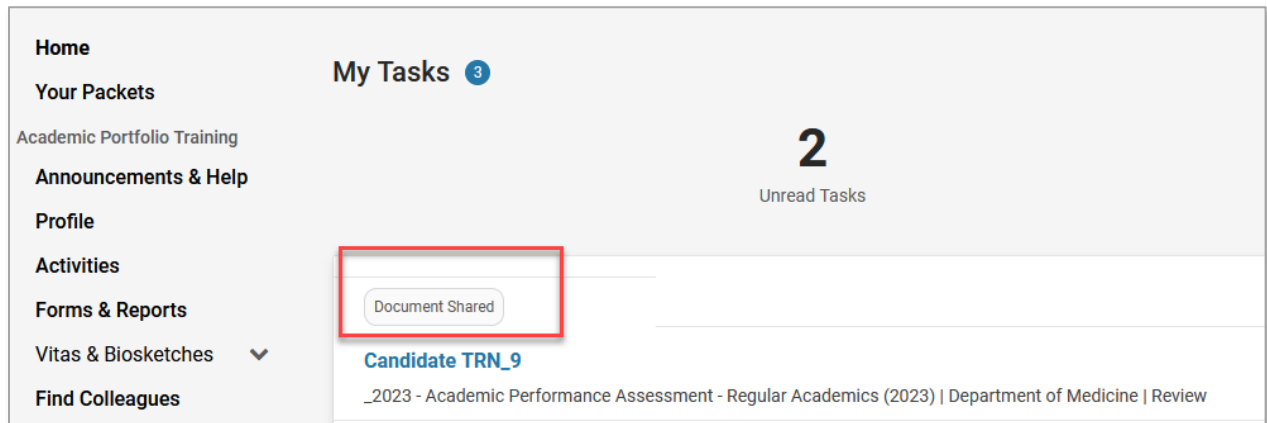 Home
Your Packets
Academic Portfolio Training
Announcements & Help
Profile
Activities
Forms & Reports
Vitas & Biosketches
Find Colleagues
My Tasks 3
2
Unread Tasks
Document Shared
Candidate TRN_9
_2023 - Academic Performance Assessment - Regular Academics (2023) | Department of Medicine | Review